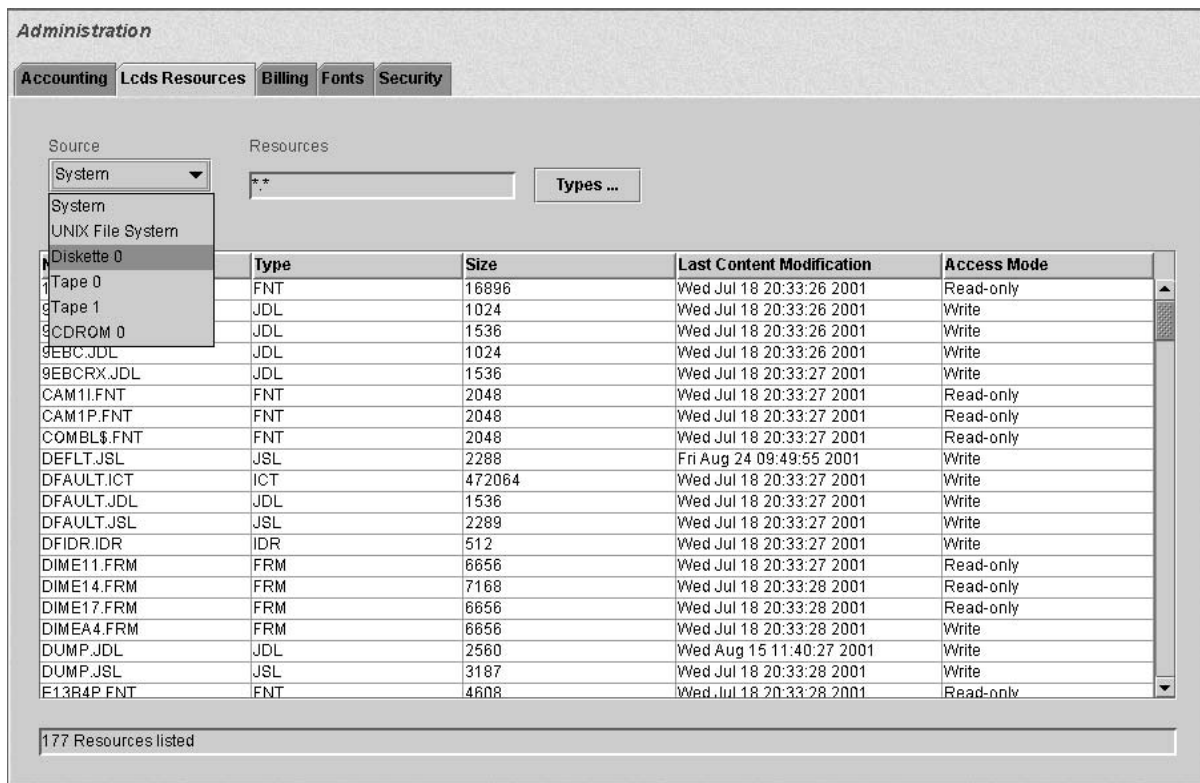 Administration
Accounting Lcds Resources Billing Fonts Security
Source Resources
System *.* Types ...
System
UNIX File System
Diskette 0
Tape 0
Tape 1
CDROM 0
N Type Size Last Content Modification Access Mode
1 FNT 16896 Wed Jul 18 20:33:26 2001 Read-only
9 JDL 1024 Wed Jul 18 20:33:26 2001 Write
9 JDL 1536 Wed Jul 18 20:33:26 2001 Write
9EBC.JDL JDL 1024 Wed Jul 18 20:33:26 2001 Write
9EBCRX.JDL JDL 1536 Wed Jul 18 20:33:27 2001 Write
CAM1I.FNT FNT 2048 Wed Jul 18 20:33:27 2001 Read-only
CAM1P.FNT FNT 2048 Wed Jul 18 20:33:27 2001 Read-only
COMBL$.FNT FNT 2048 Wed Jul 18 20:33:27 2001 Read-only
DEFLT.JSL JSL 2288 Fri Aug 24 09:49:55 2001 Write
DFAULT.ICT ICT 472064 Wed Jul 18 20:33:27 2001 Write
DFAULT.JDL JDL 1536 Wed Jul 18 20:33:27 2001 Write
DFAULT.JSL JSL 2289 Wed Jul 18 20:33:27 2001 Write
DFIDR.IDR IDR 512 Wed Jul 18 20:33:27 2001 Write
DIME11.FRM FRM 6656 Wed Jul 18 20:33:27 2001 Read-only
DIME14.FRM FRM 7168 Wed Jul 18 20:33:28 2001 Read-only
DIME17.FRM FRM 6656 Wed Jul 18 20:33:28 2001 Read-only
DIMEA4.FRM FRM 6656 Wed Jul 18 20:33:28 2001 Write
DUMP.JDL JDL 2560 Wed Aug 15 11:40:27 2001 Write
DUMP.JSL JSL 3187 Wed Jul 18 20:33:28 2001 Write
E13B4P.FNT FNT 4608 Wed Jul 18 20:33:28 2001 Read-only
177 Resources listed